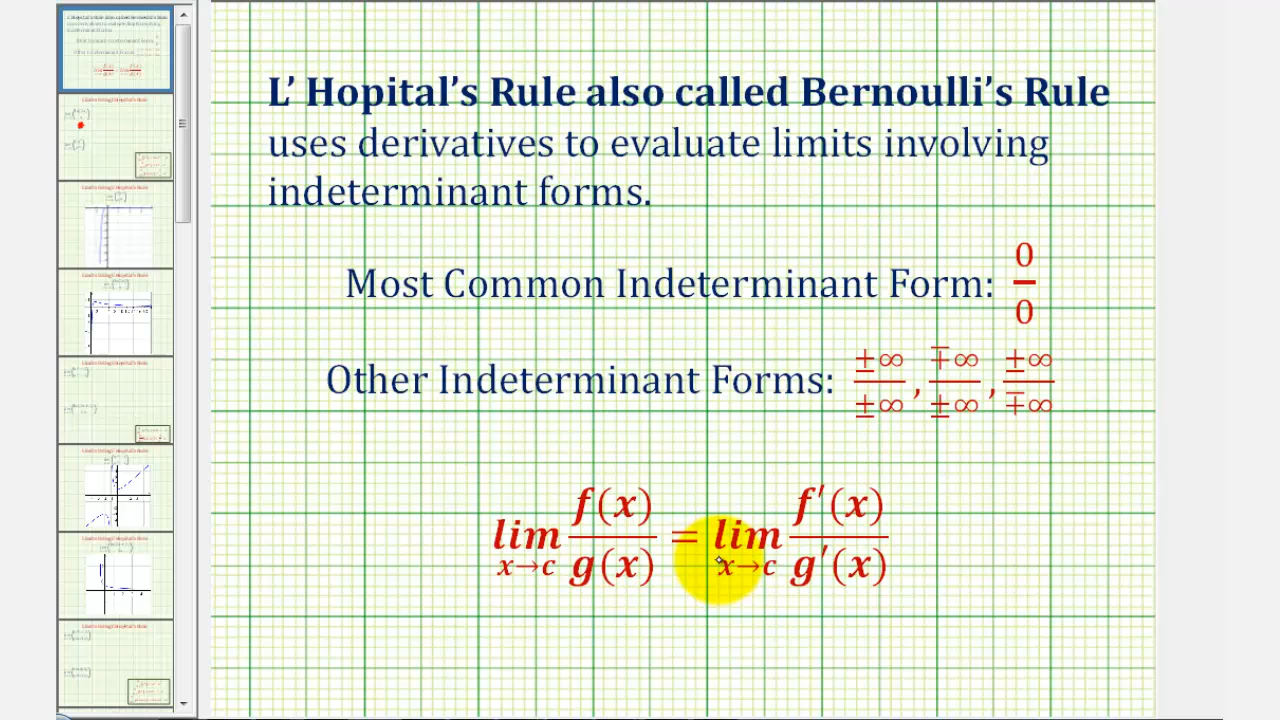 L' Hopital's Rule also called Bernoulli's Rule
uses derivatives to evaluate limits involving
indeterminant forms.
Most Common Indeterminant Form: 0/0
Other Indeterminant Forms: ±∞/±∞ , ∓∞/±∞ , ±∞/∓∞
lim x→c f(x)/g(x) = lim x→c f′(x)/g′(x)